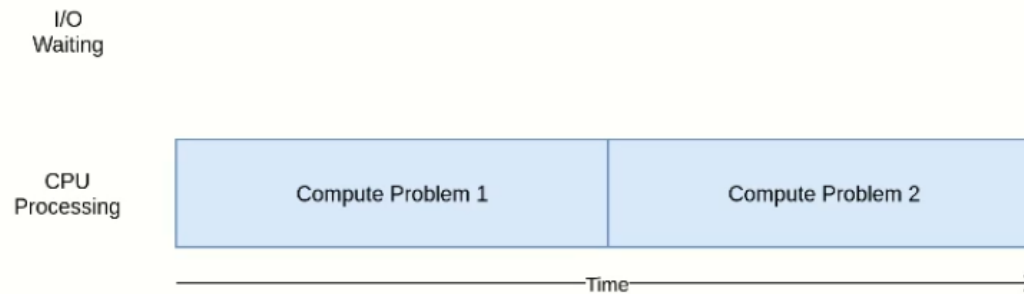 I/O
Waiting
CPU
Processing
Compute Problem 1
Compute Problem 2
Time